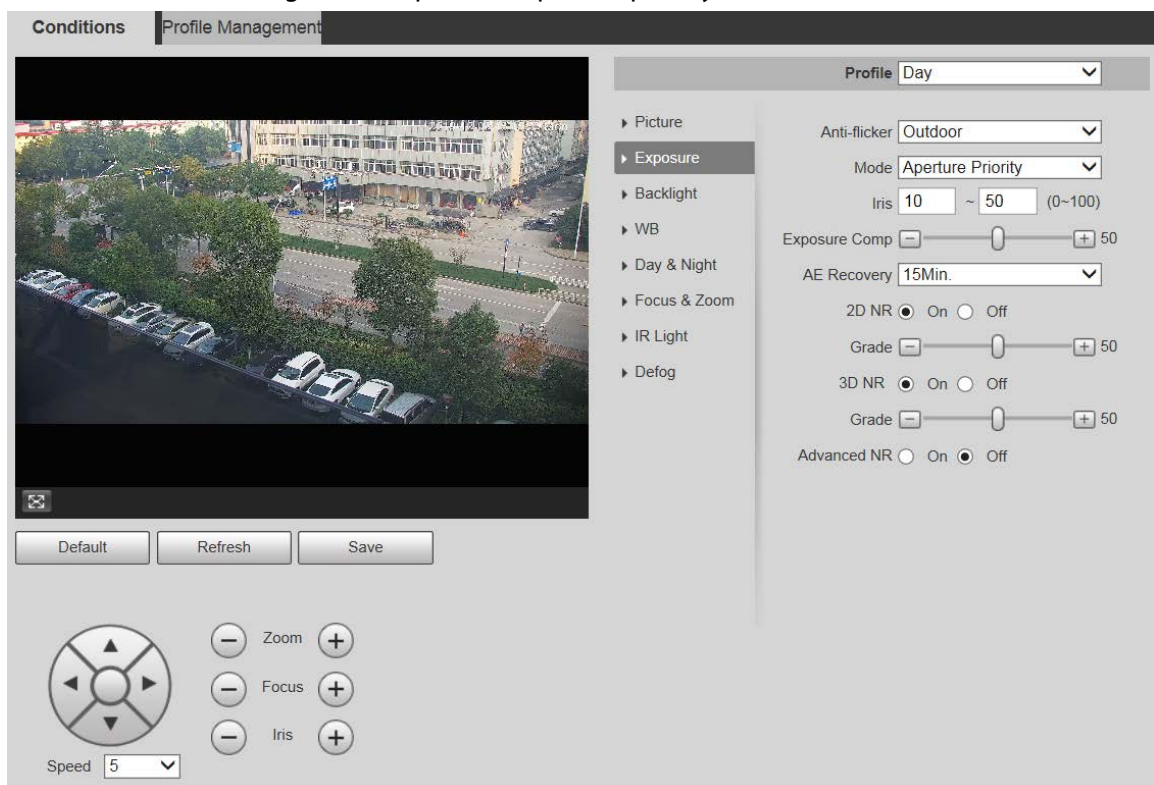 Conditions Profile Management
Profile Day
Picture
Exposure
Backlight
WB
Day & Night
Focus & Zoom
IR Light
Defog
Anti-flicker Outdoor
Mode Aperture Priority
Iris 10 ~ 50 (0~100)
Exposure Comp 50
AE Recovery 15Min.
2D NR On Off
Grade 50
3D NR On Off
Grade 50
Advanced NR On Off
Default Refresh Save
Zoom
Focus
Iris
Speed 5